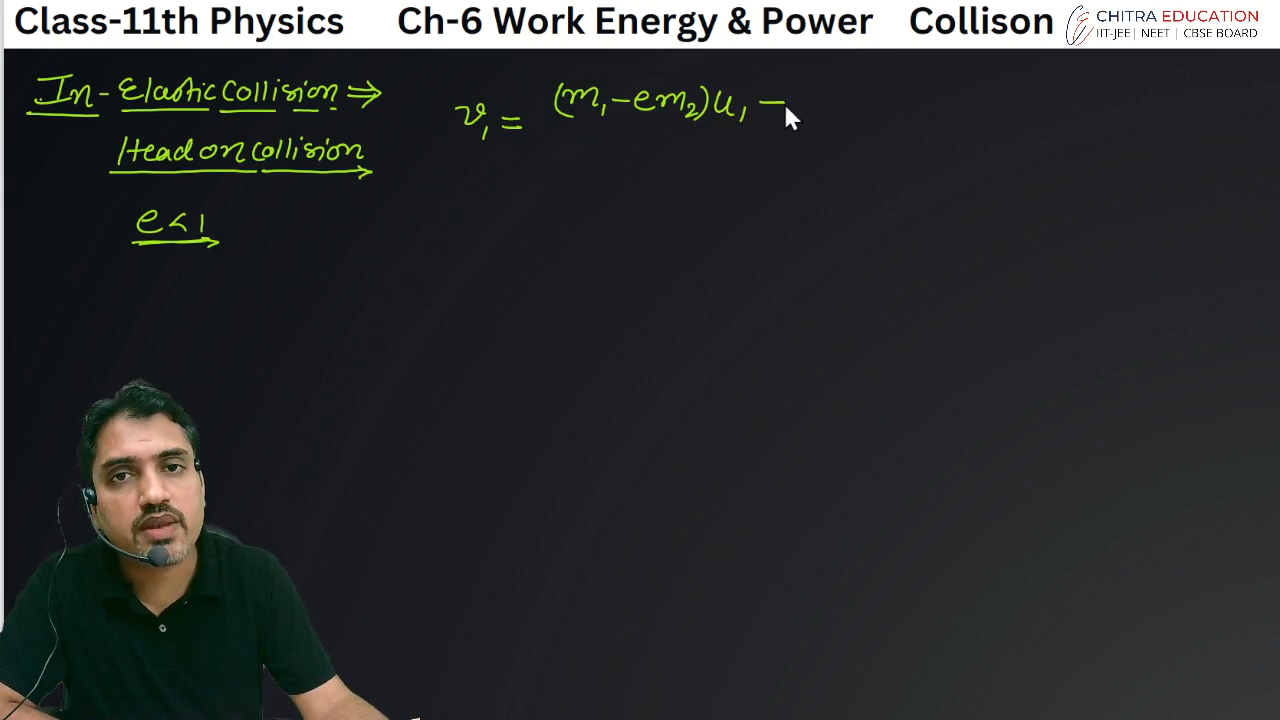 Class-11th Physics Ch-6 Work Energy & Power Collison
CHITRA EDUCATION
IIT-JEE | NEET | CBSE BOARD
In-Elastic Collision ⇒
Head on Collision
e < 1
v₁ = (m₁ - em₂)u₁ -